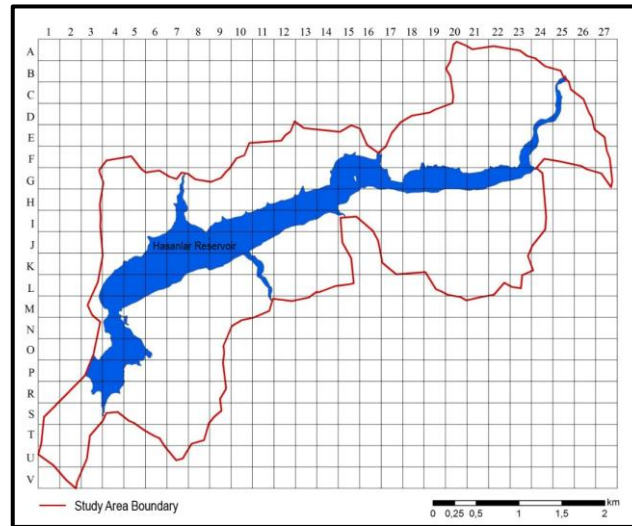 1 2 3 4 5 6 7 8 9 10 11 12 13 14 15 16 17 18 19 20 21 22 23 24 25 26 27
A
B
C
D
E
F
G
H
I
J
Hasanlar Reservoir
K
L
M
N
O
P
R
S
T
U
V
Study Area Boundary
km
0 0,25 0,5 1 1,5 2